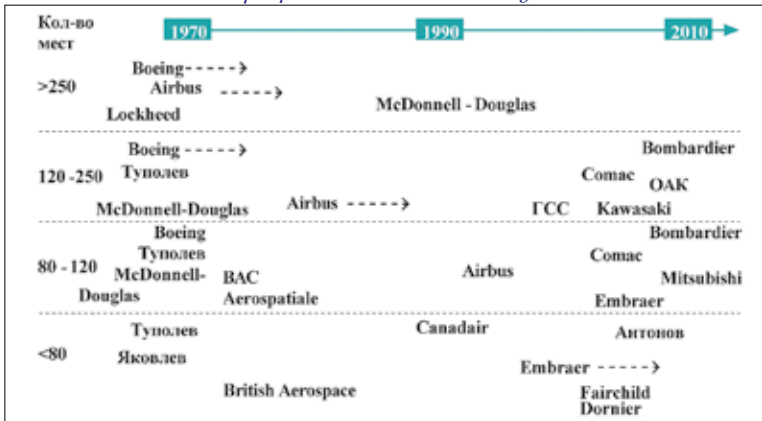 Кол-во
мест
1970 1990 2010
Boeing
>250 Airbus
McDonnell - Douglas
Lockheed
Boeing Bombardier
120 -250 Туполев Comac ОАК
McDonnell-Douglas Airbus ГСС Kawasaki
Boeing Bombardier
Туполев Comac
80 - 120 McDonnell- BAC Airbus Mitsubishi
Douglas Aerospatiale Embraer
Туполев Canadair Антонов
<80 Яковлев
Embraer
British Aerospace Fairchild
Dornier